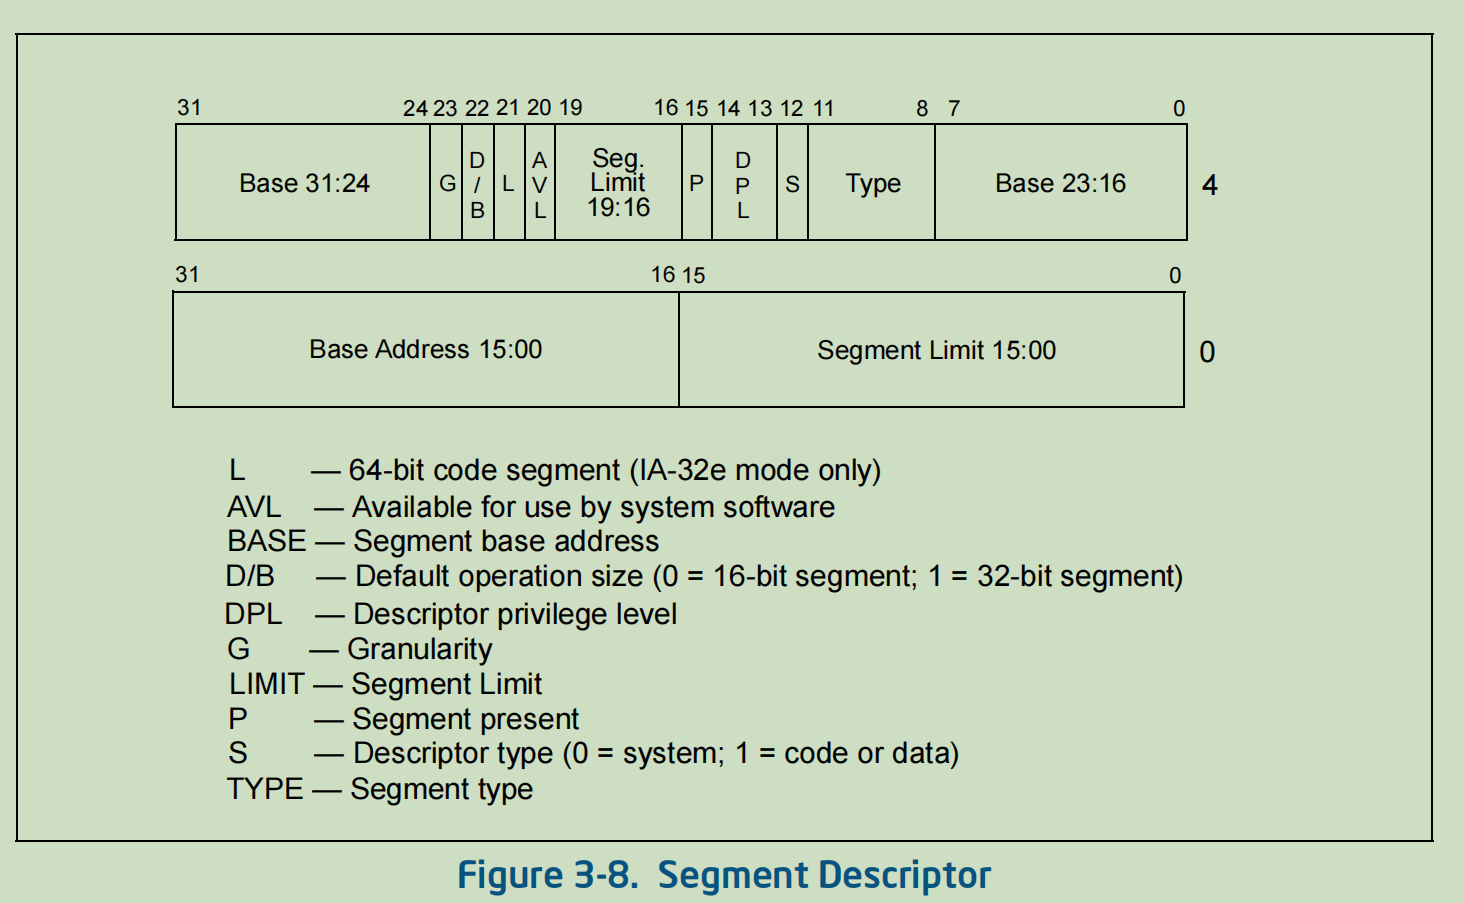 31 24 23 22 21 20 19 16 15 14 13 12 11 8 7 0
Base 31:24 G D/B L AVL Seg. Limit 19:16 P DPL S Type Base 23:16 4
31 16 15 0
Base Address 15:00 Segment Limit 15:00 0
L — 64-bit code segment (IA-32e mode only)
AVL — Available for use by system software
BASE — Segment base address
D/B — Default operation size (0 = 16-bit segment; 1 = 32-bit segment)
DPL — Descriptor privilege level
G — Granularity
LIMIT — Segment Limit
P — Segment present
S — Descriptor type (0 = system; 1 = code or data)
TYPE — Segment type
Figure 3-8. Segment Descriptor